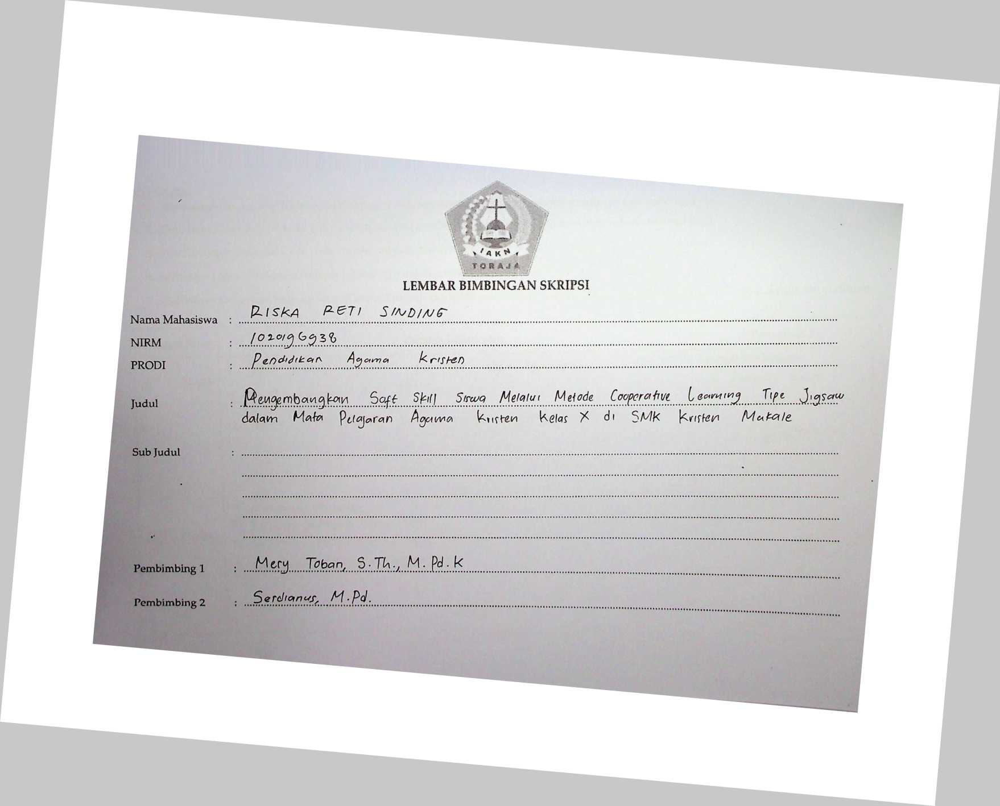 IAKN
TORAJA
LEMBAR BIMBINGAN SKRIPSI
Nama Mahasiswa : RISKA RETI SINDING
NIRM : 1020196938
PRODI : Pendidikan Agama Kristen
Judul : Mengembangkan Soft Skill Siswa Melalui Metode Cooperative Learning Tipe Jigsaw
dalam Mata Pelajaran Agama Kristen Kelas X di SMK Kristen Makale
Sub Judul :
Pembimbing 1 : Mery Toban, S.Th., M.Pd.K
Pembimbing 2 : Serdianus, M.Pd.